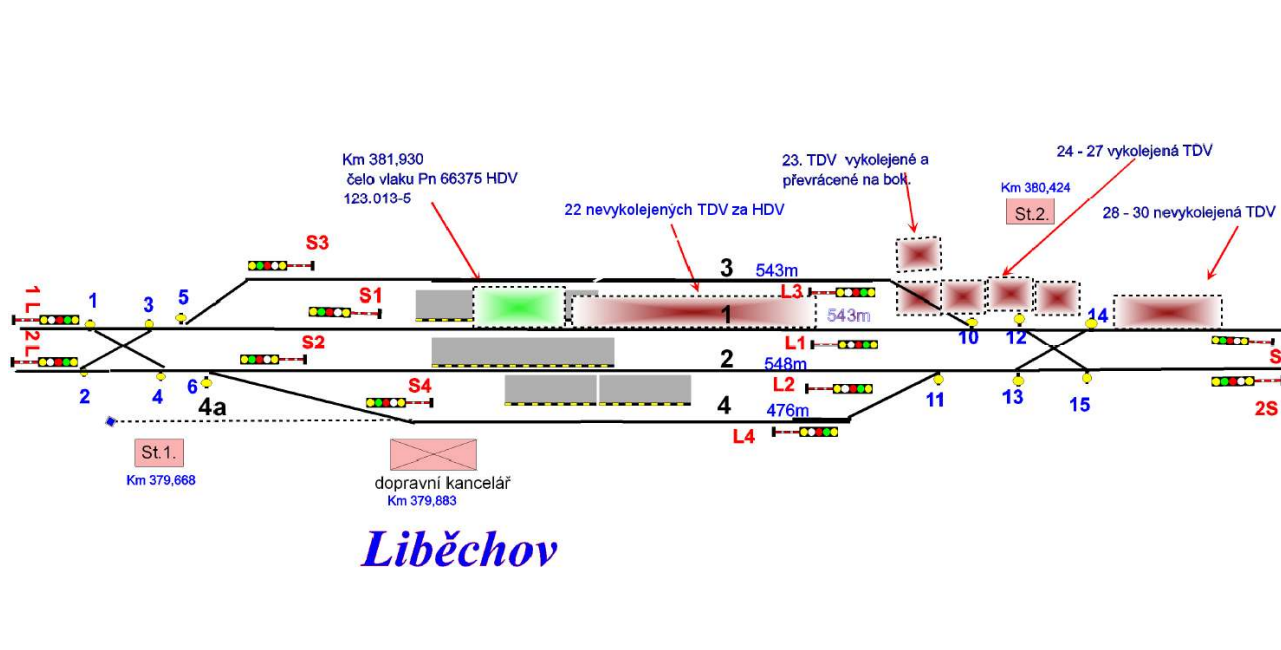 Km 381,930
čelo vlaku Pn 66375 HDV
123.013-5
22 nevykolejených TDV za HDV
23. TDV vykolejené a
převrácené na bok.
24 - 27 vykolejená TDV
Km 380,424
St.2.
28 - 30 nevykolejená TDV
S3
3
543m
L3
1 L
1
3
5
S1
1
543m
10
12
14
S
2 L
S2
L1
2
548m
2
4
6
4a
S4
L2
11
13
15
2S
4
476m
L4
St.1.
Km 379,668
dopravní kancelář
Km 379,883
Liběchov